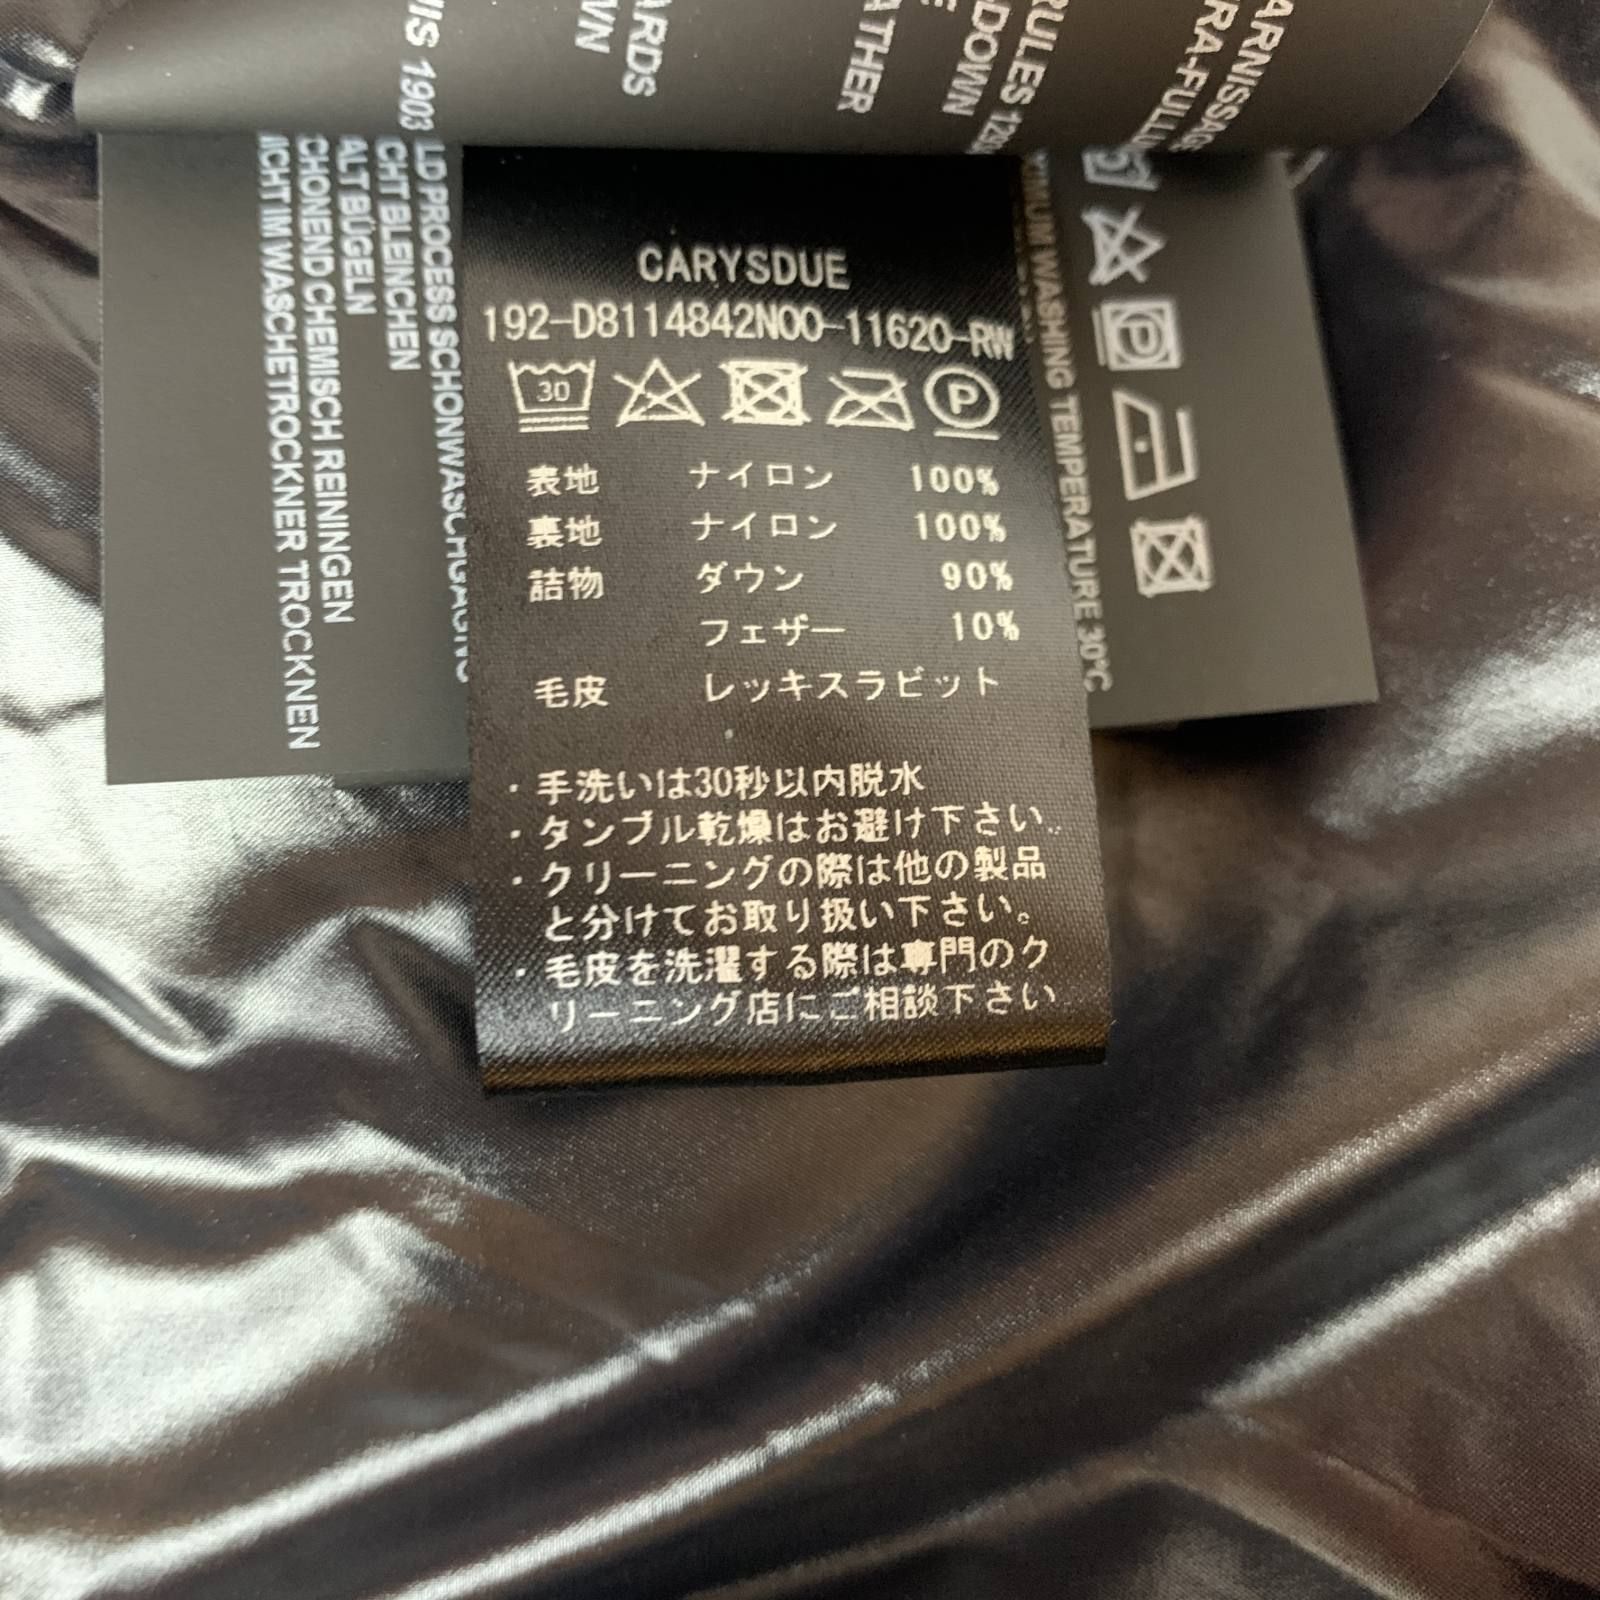 ARDS
RULES
DOWN
CARYSDUE
192-D8114842N00-11620-RW
30
P
表地 ナイロン 100%
裏地 ナイロン 100%
詰物 ダウン 90%
フェザー 10%
毛皮 レッキスラビット
・手洗いは30秒以内脱水
・タンブル乾燥はお避け下さい.
・クリーニングの際は他の製品
と分けてお取り扱い下さい。
・毛皮を洗濯する際は専門のク
リーニング店にご相談下さい
LD PROCESS SCHONWASCHGAGNG
CHT BLEINCHEN
ALT BÜGELN
CHONEND CHEMISCH REININGEN
ICHT IM WASCHETROCKNER TROCKNEN
WASHING TEMPERATURE 30°C
P